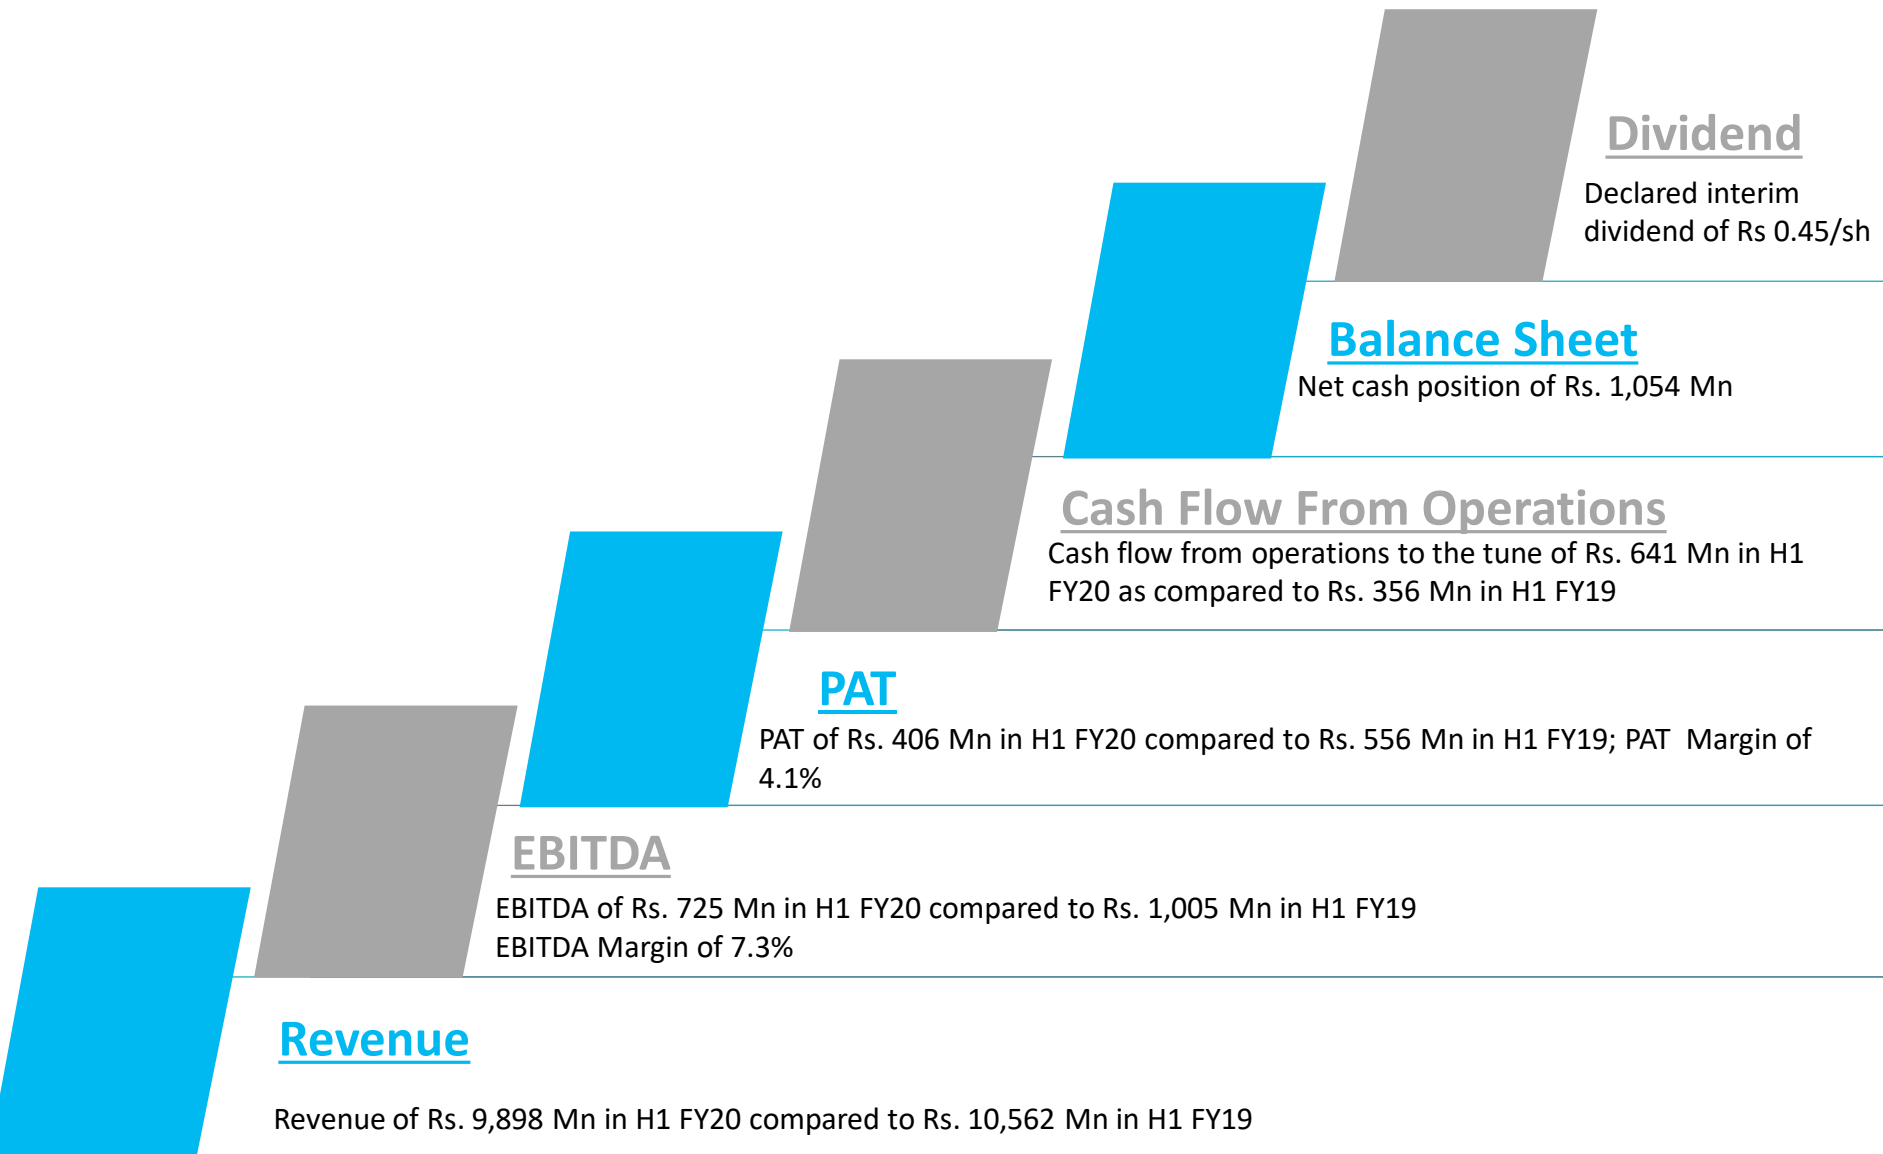 Dividend
Declared interim
dividend of Rs 0.45/sh
Balance Sheet
Net cash position of Rs. 1,054 Mn
Cash Flow From Operations
Cash flow from operations to the tune of Rs. 641 Mn in H1
FY20 as compared to Rs. 356 Mn in H1 FY19
PAT
PAT of Rs. 406 Mn in H1 FY20 compared to Rs. 556 Mn in H1 FY19; PAT Margin of
4.1%
EBITDA
EBITDA of Rs. 725 Mn in H1 FY20 compared to Rs. 1,005 Mn in H1 FY19
EBITDA Margin of 7.3%
Revenue
Revenue of Rs. 9,898 Mn in H1 FY20 compared to Rs. 10,562 Mn in H1 FY19